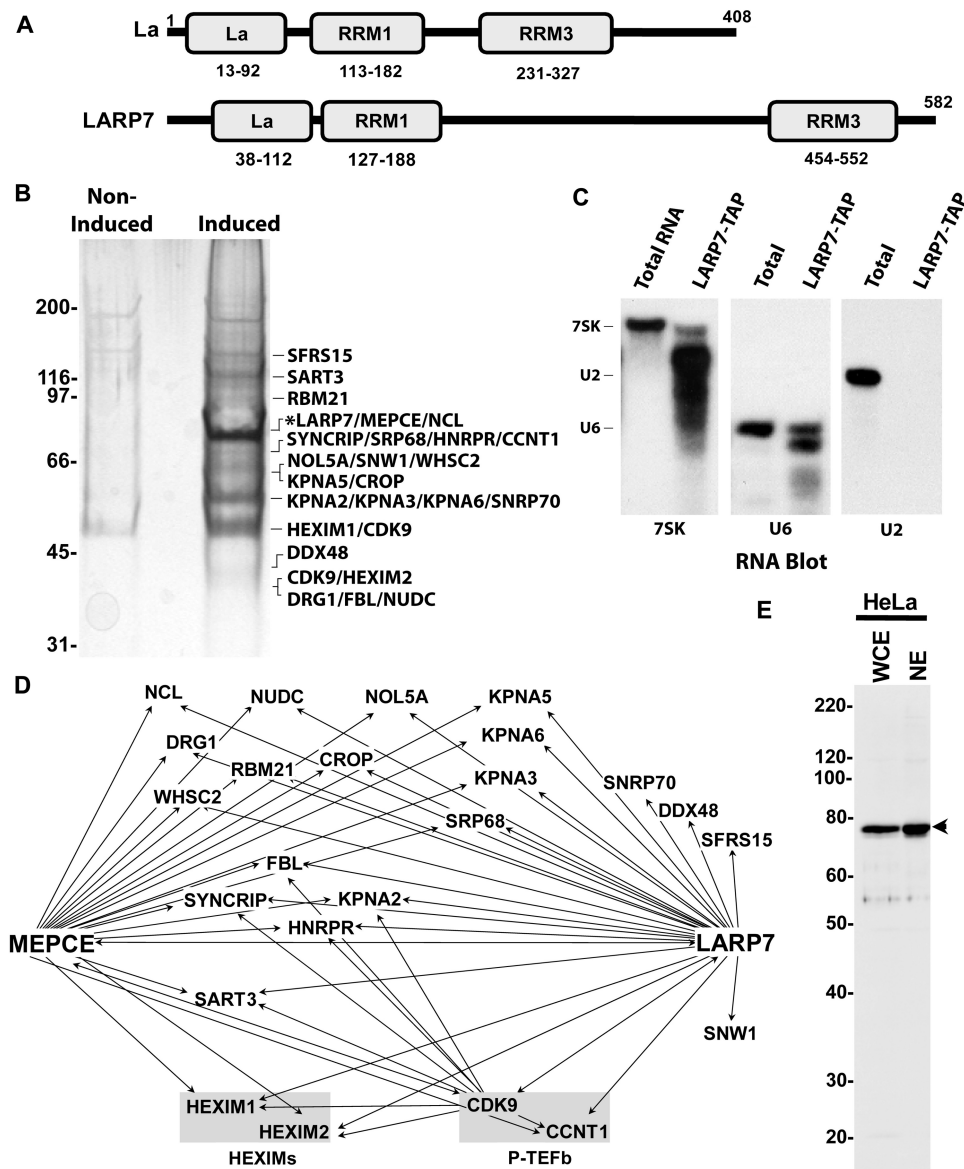 A
La 1 La RRM1 RRM3 408
13-92 113-182 231-327
LARP7 La RRM1 RRM3 582
38-112 127-188 454-552
B
Non-
Induced Induced
200-
116-
97-
66-
45-
31-
SFRS15
SART3
RBM21
*LARP7/MEPCE/NCL
SYNCRIP/SRP68/HNRPR/CCNT1
NOL5A/SNW1/WHSC2
KPNA5/CROP
KPNA2/KPNA3/KPNA6/SNRP70
HEXIM1/CDK9
DDX48
CDK9/HEXIM2
DRG1/FBL/NUDC
C
Total RNA LARP7-TAP Total LARP7-TAP Total LARP7-TAP
7SK
U2
U6
7SK U6 U2
RNA Blot
D
NCL NUDC NOL5A KPNA5
DRG1 CROP KPNA6
RBM21 KPNA3 SNRP70
WHSC2 SRP68 DDX48
SFRS15
FBL
SYNCRIP KPNA2
HNRPR
MEPCE LARP7
SART3
SNW1
HEXIM1 CDK9
HEXIM2 CCNT1
HEXIMs P-TEFb
E
HeLa
WCE NE
220-
120-
100-
80-
60-
50-
40-
30-
20-